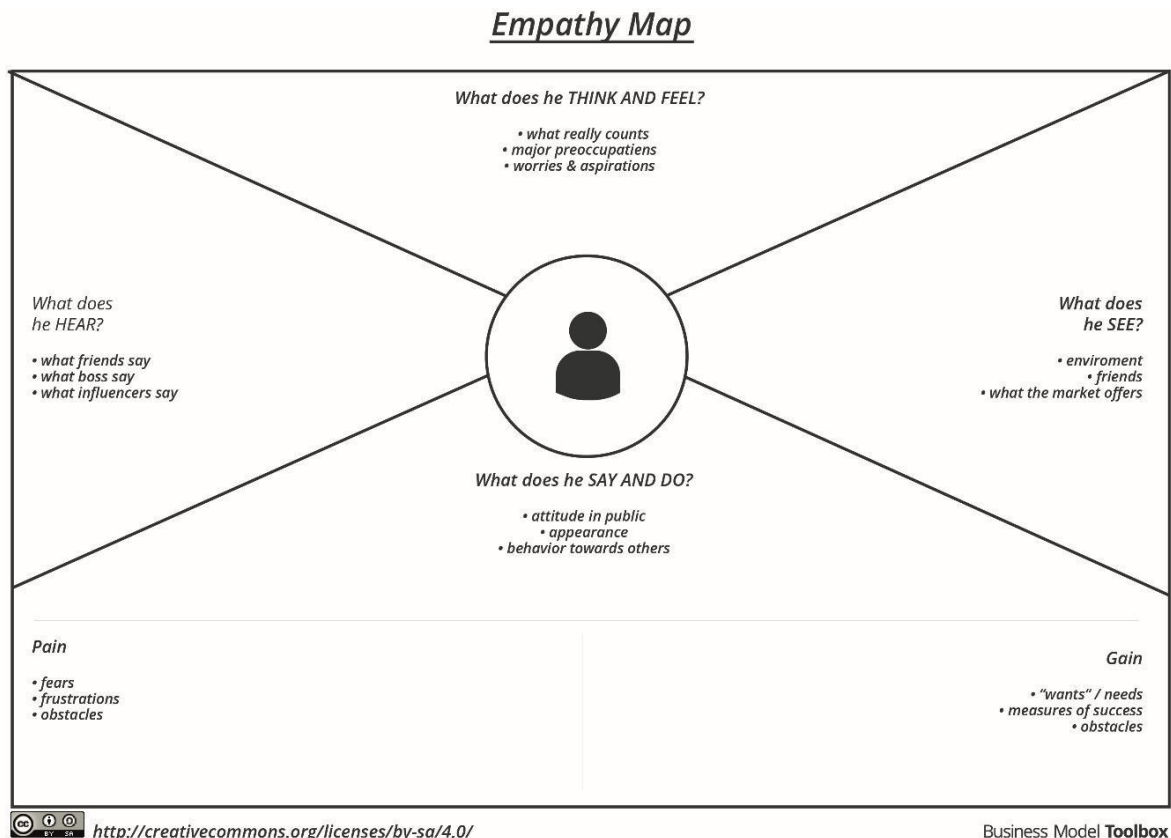 Empathy Map
What does he THINK AND FEEL?
• what really counts
• major preoccupatiens
• worries & aspirations
What does
he HEAR?
• what friends say
• what boss say
• what influencers say
What does
he SEE?
• enviroment
• friends
• what the market offers
What does he SAY AND DO?
• attitude in public
• appearance
• behavior towards others
Pain
• fears
• frustrations
• obstacles
Gain
• “wants” / needs
• measures of success
• obstacles
cc BY SA
http://creativecommons.org/licenses/by-sa/4.0/
Business Model Toolbox